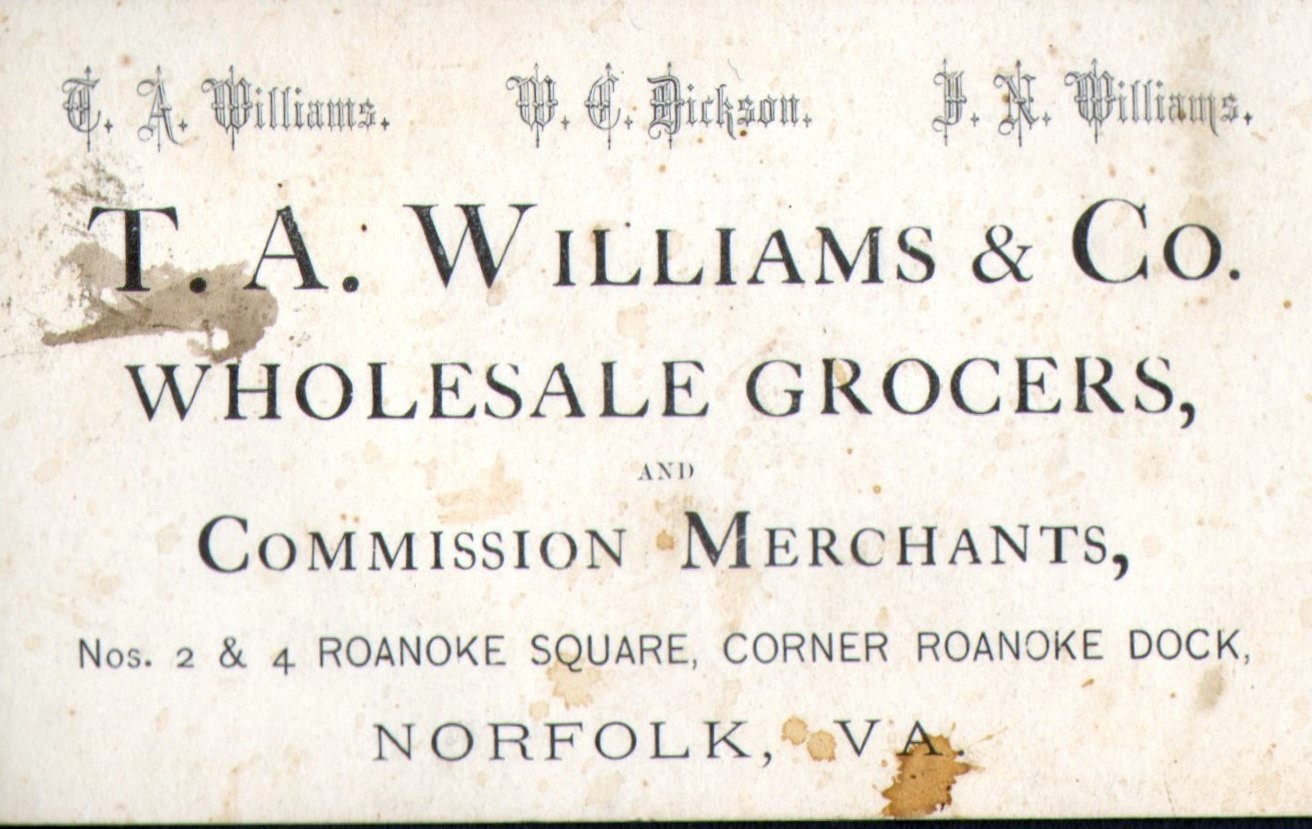 T. A. Williams. W. C. Dickson. J. N. Williams.
T. A. WILLIAMS & CO.
WHOLESALE GROCERS,
AND
COMMISSION MERCHANTS,
Nos. 2 & 4 ROANOKE SQUARE, CORNER ROANOKE DOCK,
NORFOLK, VA.